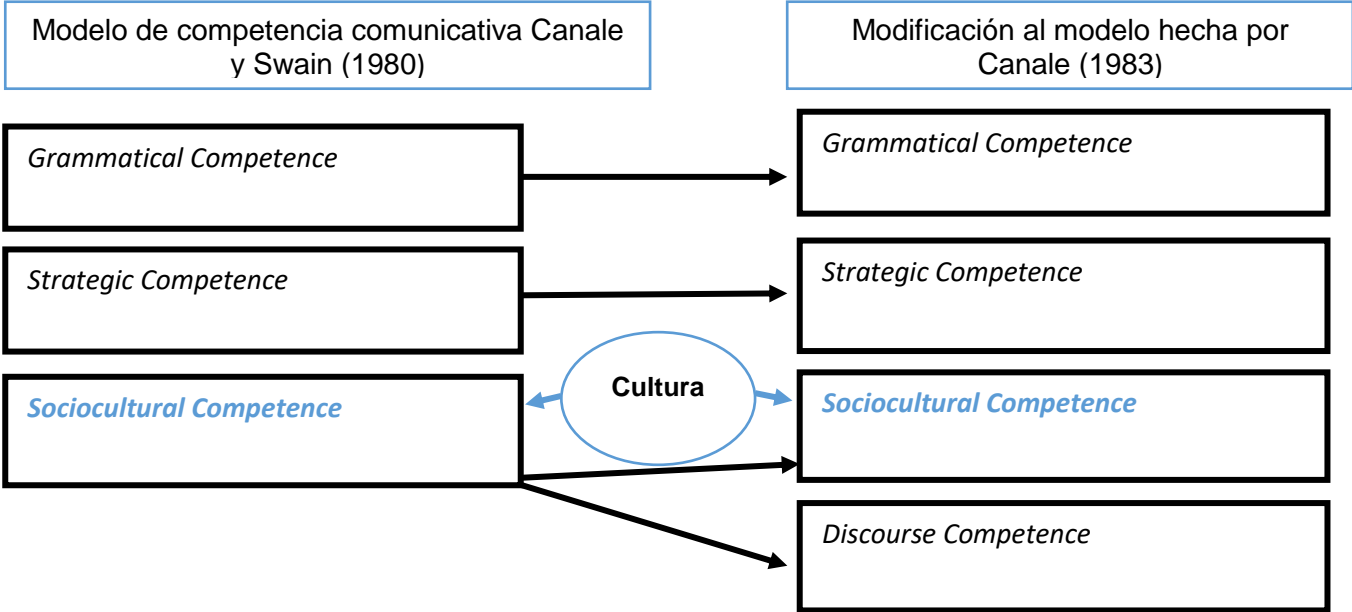 Modelo de competencia comunicativa Canale
y Swain (1980)
Modificación al modelo hecha por
Canale (1983)
Grammatical Competence
Grammatical Competence
Strategic Competence
Strategic Competence
Cultura
Sociocultural Competence
Sociocultural Competence
Discourse Competence